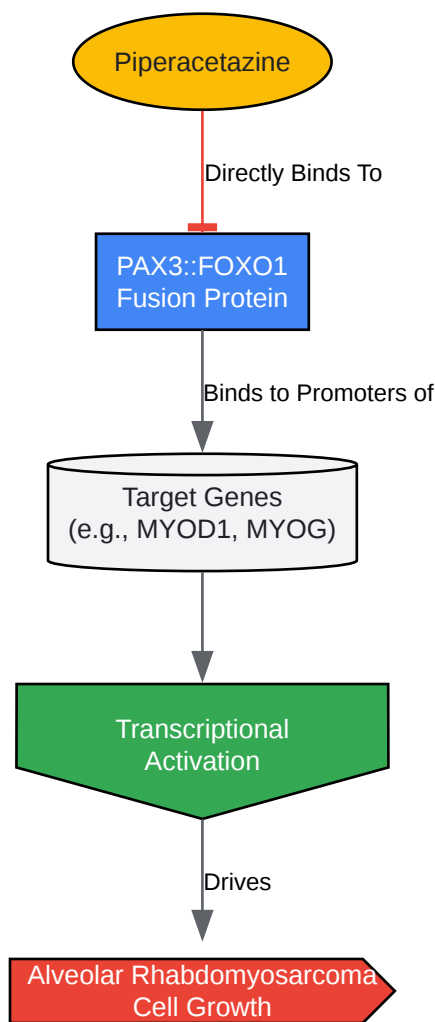 Piperacetazine
Directly Binds To
PAX3::FOXO1
Fusion Protein
Binds to Promoters of
Target Genes
(e.g., MYOD1, MYOG)
Transcriptional
Activation
Drives
Alveolar Rhabdomyosarcoma
Cell Growth